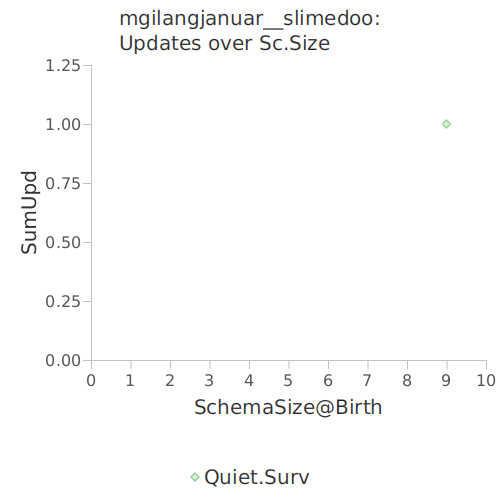 mgilangjanuar__slimedoo:
Updates over Sc.Size
1.25
1.00
0.75
0.50
0.25
0.00
SumUpd
0 1 2 3 4 5 6 7 8 9 10
SchemaSize@Birth
Quiet.Surv